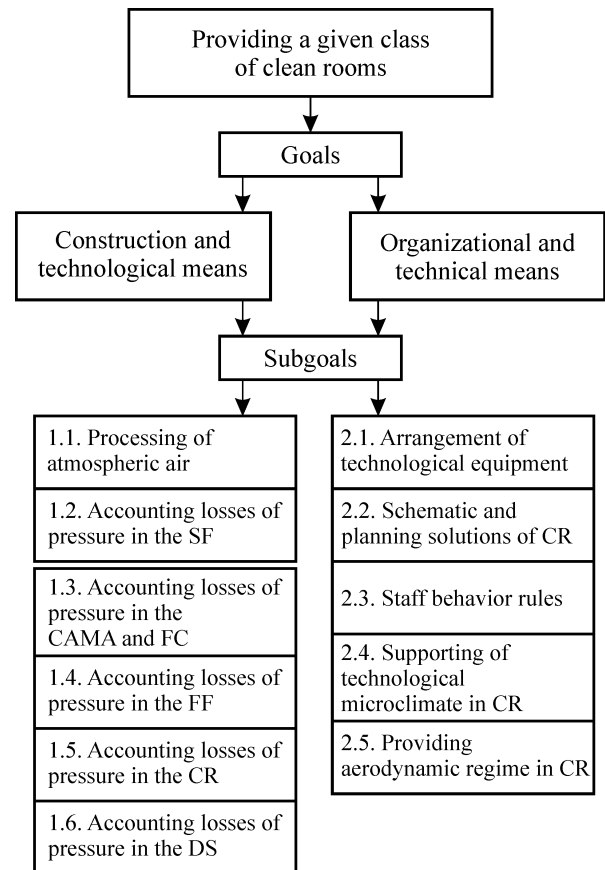 Providing a given class
of clean rooms
Goals
Construction and
technological means
Organizational and
technical means
Subgoals
1.1. Processing of
atmospheric air
1.2. Accounting losses of
pressure in the SF
1.3. Accounting losses of
pressure in the
CAMA and FC
1.4. Accounting losses of
pressure in the FF
1.5. Accounting losses of
pressure in the CR
1.6. Accounting losses of
pressure in the DS
2.1. Arrangement of
technological equipment
2.2. Schematic and
planning solutions of CR
2.3. Staff behavior rules
2.4. Supporting of
technological
microclimate in CR
2.5. Providing
aerodynamic regime in CR